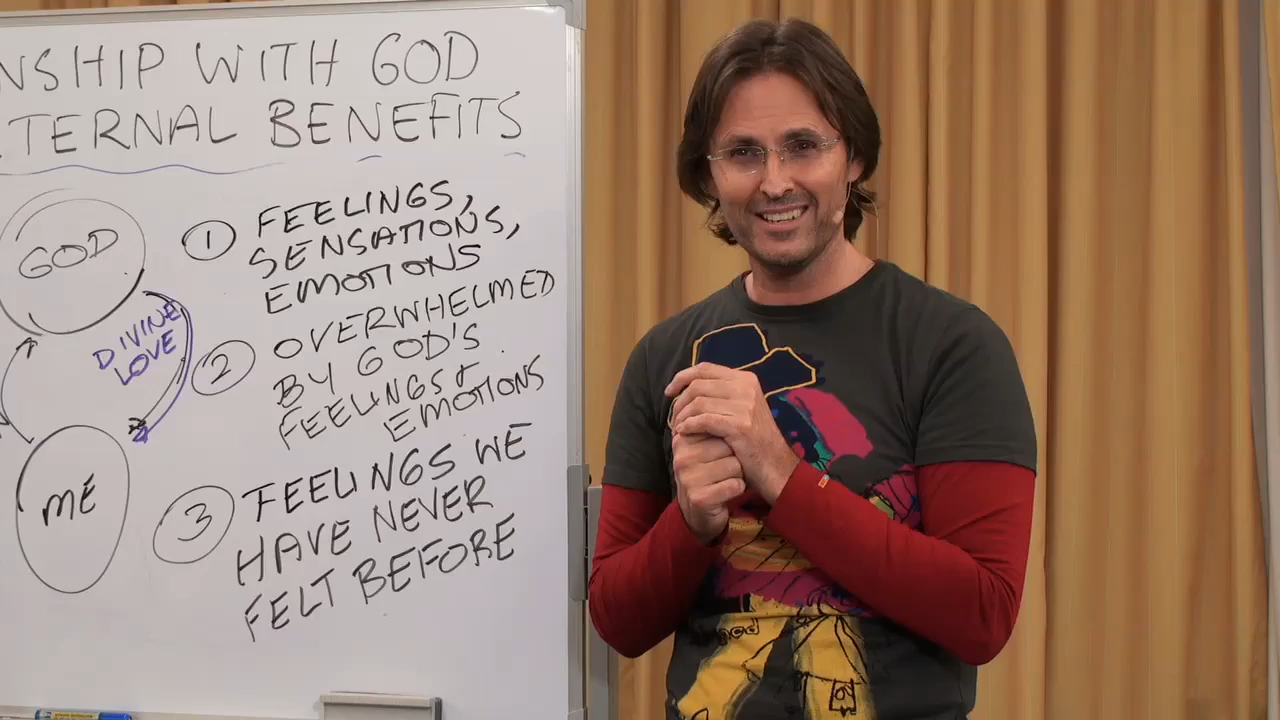 NSHIP WITH GOD
TERNAL BENEFITS
GOD
DIVINE
LOVE
ME
1 FEELINGS,
SENSATIONS,
EMOTIONS
2 OVERWHELMED
BY GOD'S
FEELINGS +
EMOTIONS
3 FEELINGS WE
HAVE NEVER
FELT BEFORE